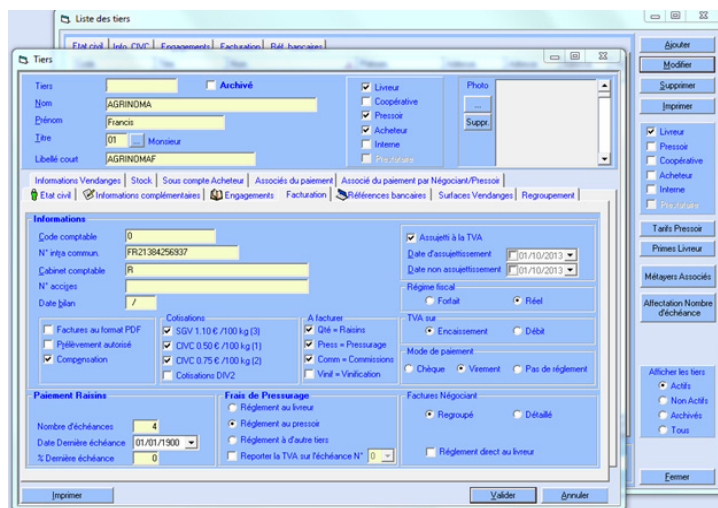 Liste des tiers
Etat civil Info. CIVC Engagements Facturation Réf. bancaires
Tiers
Tiers Archivé
Nom AGRINOMA
Prénom Francis
Titre 01 ... Monsieur
Libellé court AGRINOMAF
Livreur
Coopérative
Pressoir
Acheteur
Interne
Prestataire
Photo
...
Suppr.
Informations Vendanges Stock Sous compte Acheteur Associés du paiement Associé du paiement par Négociant/Pressoir
Etat civil Informations complémentaires Engagements Facturation Références bancaires Surfaces Vendanges Regroupement
Informations
Code comptable 0
N° intra commun. FR21384256937
Cabinet comptable R
N° accises
Date bilan /
Factures au format PDF
Prélèvement autorisé
Compensation
Cotisations
SGV 1.10 € /100 kg (3)
CIVC 0.50 € /100 kg (1)
CIVC 0.75 € /100 kg (2)
Cotisations DIV2
A facturer
Qté = Raisins
Press = Pressurage
Comm = Commissions
Vinif = Vinification
Assujetti à la TVA
Date d'assujettissement 01/10/2013
Date non assujettissement 01/10/2013
Régime fiscal
Forfait Réel
TVA sur
Encaissement Débit
Mode de paiement
Chèque Virement Pas de réglement
Paiement Raisins
Nombre d'échéances 4
Date Dernière échéance 01/01/1900
% Dernière échéance 0
Frais de Pressurage
Réglement au livreur
Réglement au pressoir
Réglement à d'autre tiers
Reporter la TVA sur l'échéance N° 0
Factures Négociant
Regroupé Détaillé
Réglement direct au livreur
Imprimer Valider Annuler
Ajouter
Modifier
Supprimer
Imprimer
Livreur
Pressoir
Coopérative
Acheteur
Interne
Prestataire
Tarifs Pressoir
Primes Livreur
Métayers Associés
Affectation Nombre
d'échéance
Afficher les tiers
Actifs
Non Actifs
Archivés
Tous
Fermer